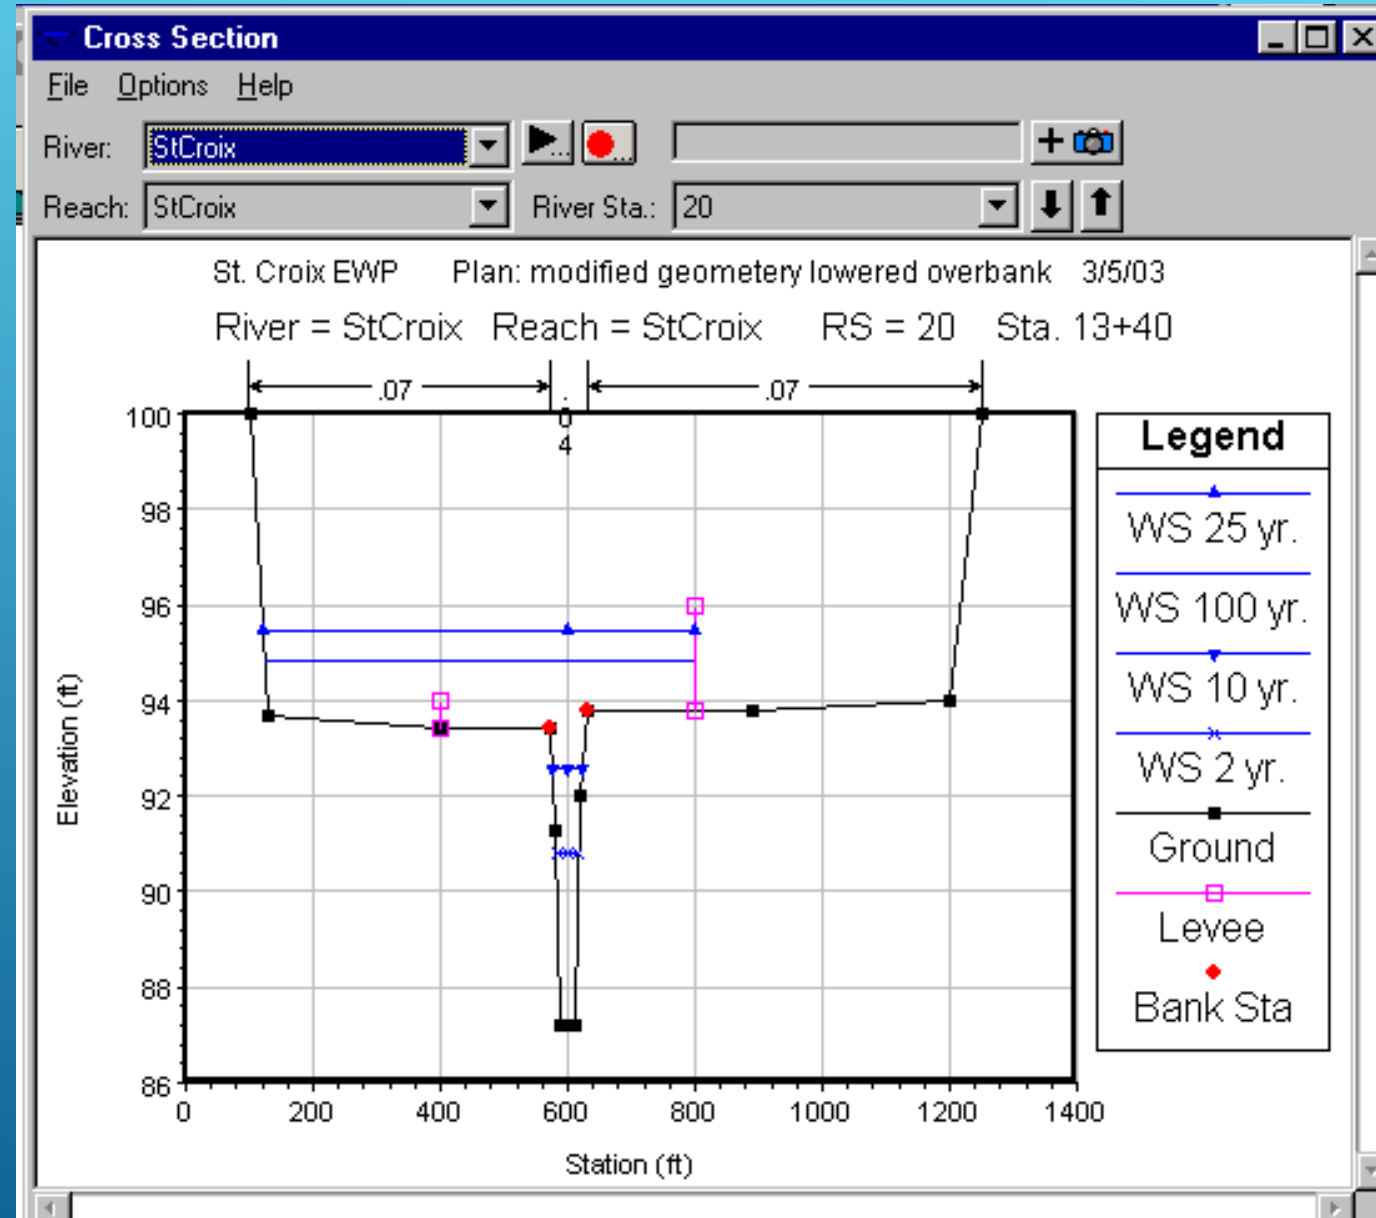 Cross Section
File Options Help
River: StCroix
Reach: StCroix River Sta.: 20
St. Croix EWP Plan: modified geometery lowered overbank 3/5/03
River = StCroix Reach = StCroix RS = 20 Sta. 13+40
.07 .04 .07
Legend
WS 25 yr.
WS 100 yr.
WS 10 yr.
WS 2 yr.
Ground
Levee
Bank Sta
Elevation (ft)
100
98
96
94
92
90
88
86
0 200 400 600 800 1000 1200 1400
Station (ft)